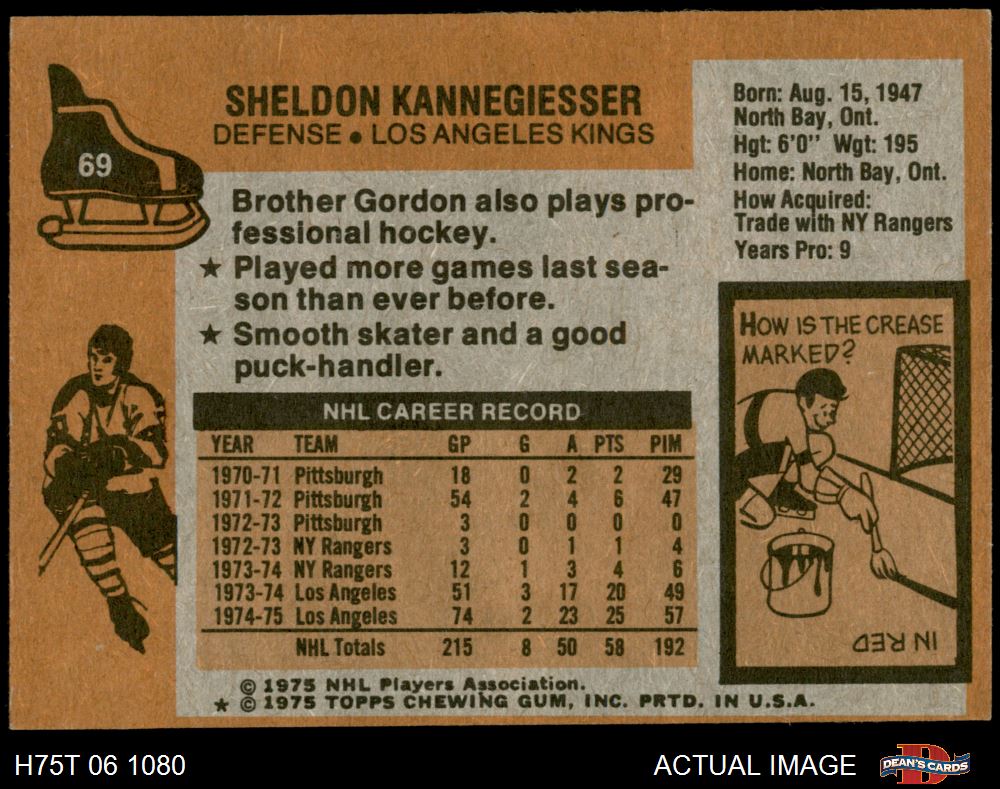 69
SHELDON KANNEGIESSER
DEFENSE • LOS ANGELES KINGS
Born: Aug. 15, 1947
North Bay, Ont.
Hgt: 6'0" Wgt: 195
Home: North Bay, Ont.
How Acquired:
Trade with NY Rangers
Years Pro: 9
Brother Gordon also plays pro-
fessional hockey.
★ Played more games last sea-
son than ever before.
★ Smooth skater and a good
puck-handler.
NHL CAREER RECORD
YEAR TEAM GP G A PTS PIM
1970-71 Pittsburgh 18 0 2 2 29
1971-72 Pittsburgh 54 2 4 6 47
1972-73 Pittsburgh 3 0 0 0 0
1972-73 NY Rangers 3 0 1 1 4
1973-74 NY Rangers 12 1 3 4 6
1973-74 Los Angeles 51 3 17 20 49
1974-75 Los Angeles 74 2 23 25 57
NHL Totals 215 8 50 58 192
HOW IS THE CREASE
MARKED?
IN RED
© 1975 NHL Players Association.
★ © 1975 TOPPS CHEWING GUM, INC. PRTD. IN U.S.A.
H75T 06 1080
ACTUAL IMAGE
D
DEAN'S CARDS